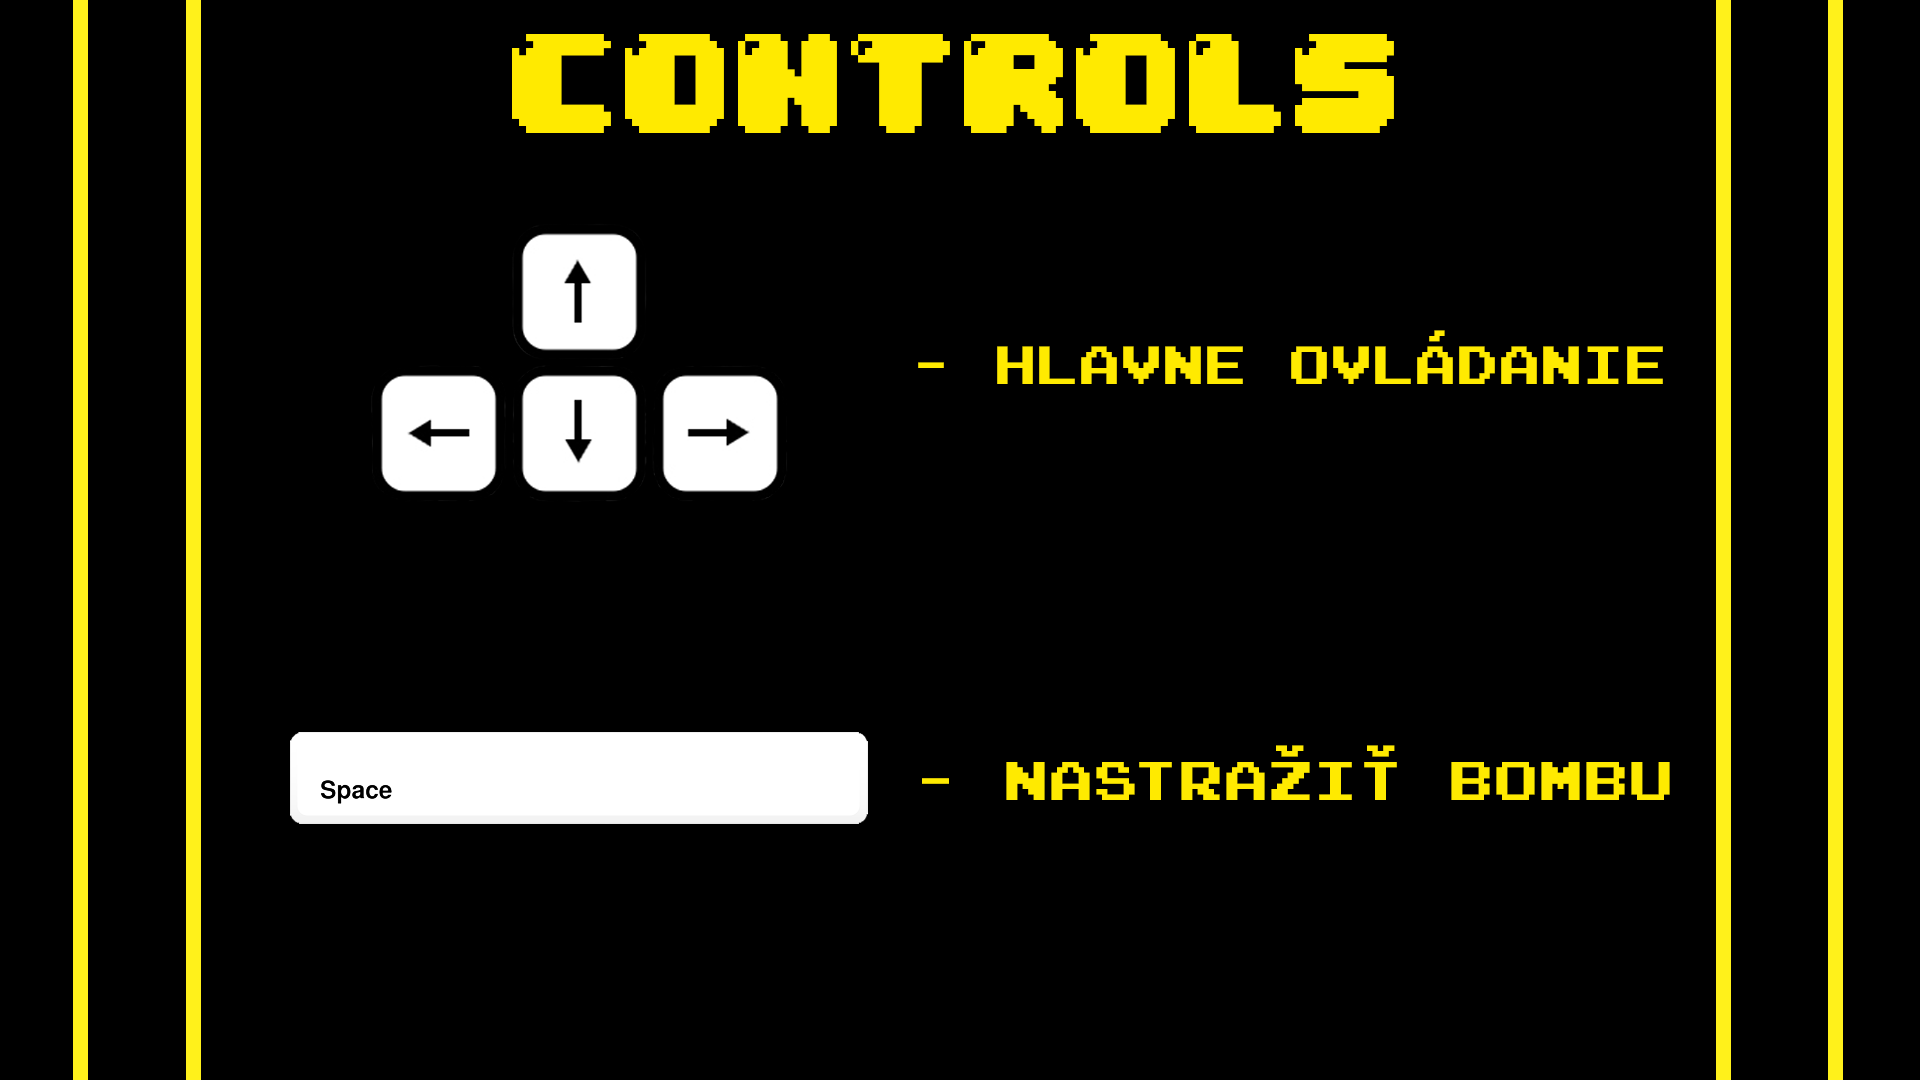 CONTROLS
- HLAVNE OVLÁDANIE
Space
- NASTRAŽIŤ BOMBU